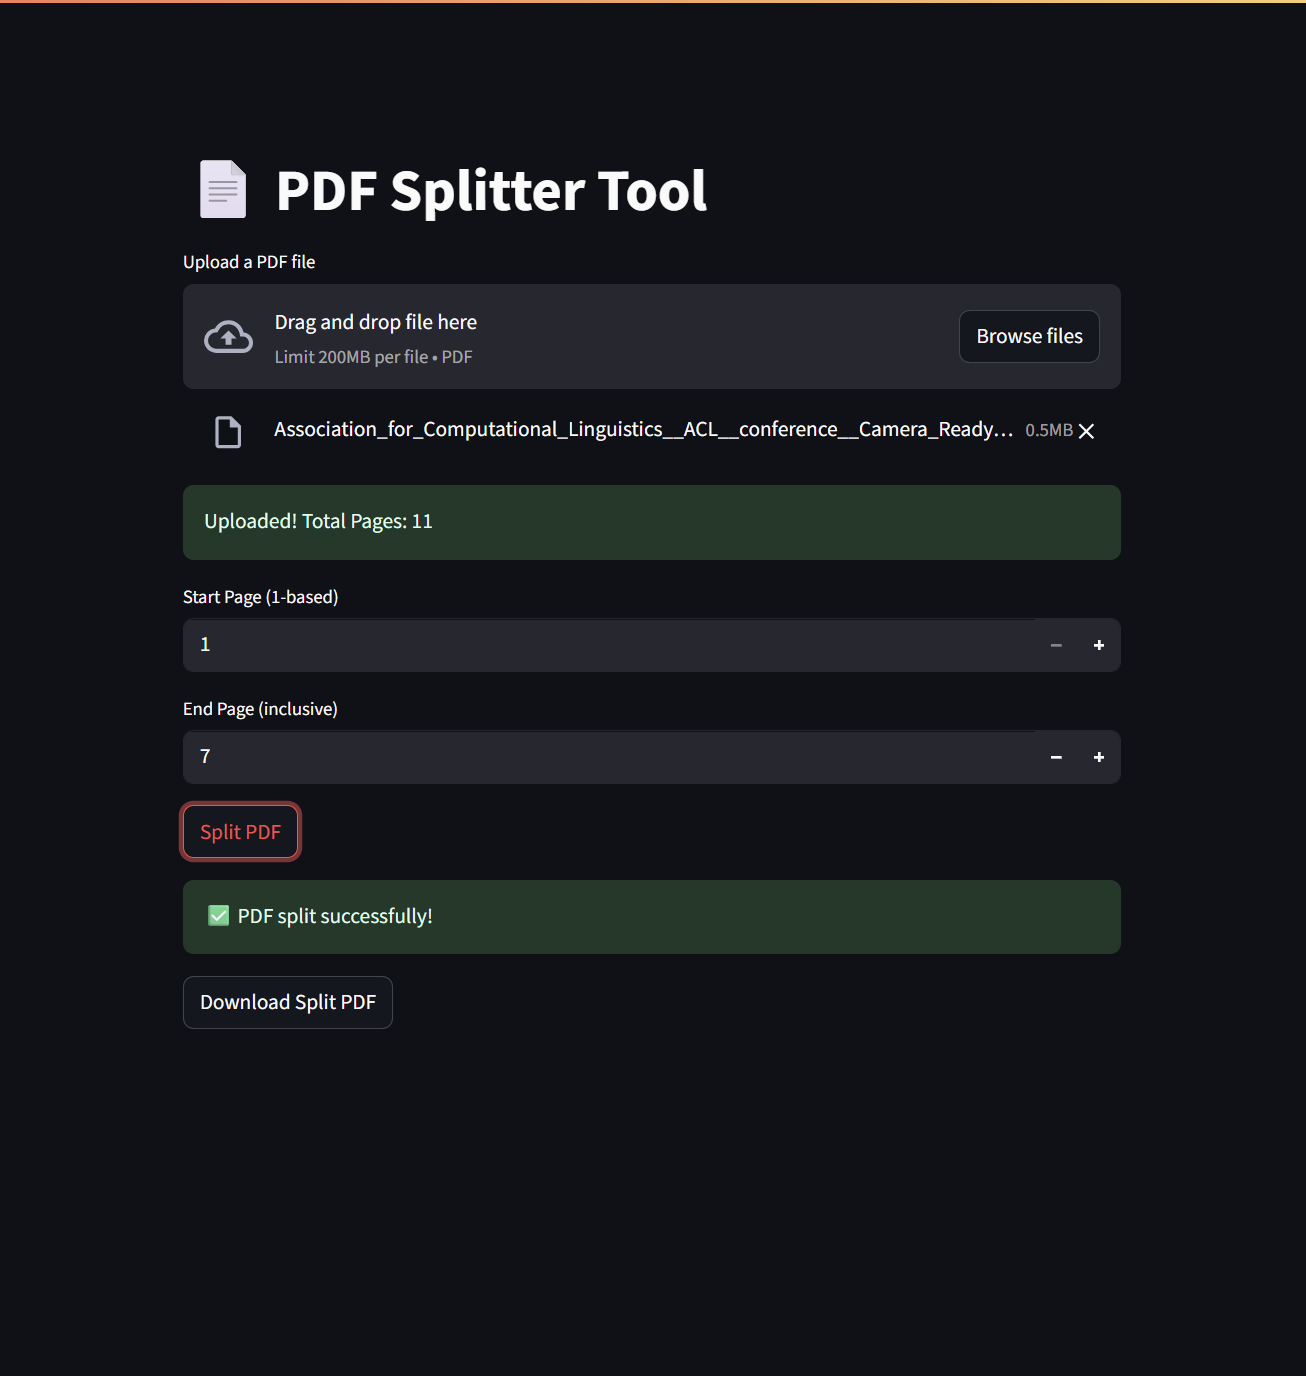 PDF Splitter Tool
Upload a PDF file
Drag and drop file here
Limit 200MB per file • PDF
Browse files
Association_for_Computational_Linguistics__ACL__conference__Camera_Ready... 0.5MB
Uploaded! Total Pages: 11
Start Page (1-based)
1
End Page (inclusive)
7
Split PDF
✅ PDF split successfully!
Download Split PDF